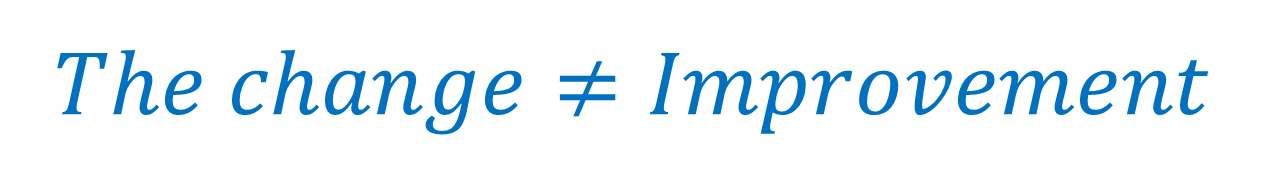 The change ≠ Improvement